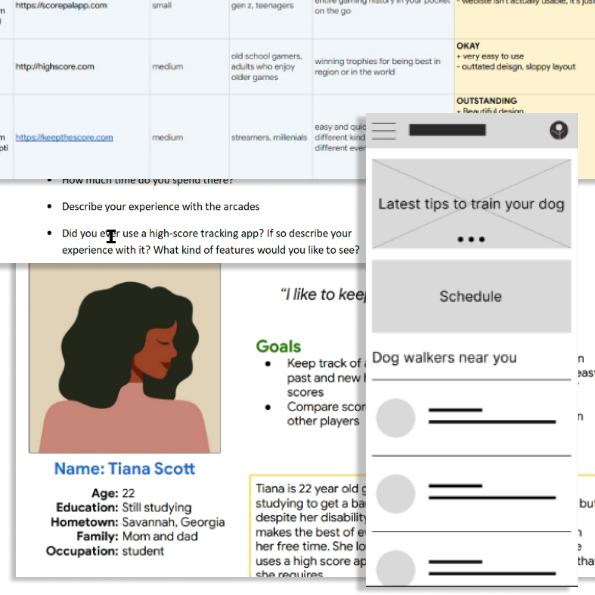 https://scorepalapp.com
small
gen z, teenagers
entire gaming history in your pocket
on the go
- website isn't actually usable, it's just
http://highscore.com
medium
old school gamers,
adults who enjoy
older games
winning trophies for being best in
region or in the world
OKAY
+ very easy to use
- outtated deisgn, sloppy layout
https://keepthescore.com
medium
streamers, millenials
easy and quic
different kind
different ever
OUTSTANDING
+ Beautiful design
How much time do you spend there?
Describe your experience with the arcades
Did you ever use a high-score tracking app? If so describe your
experience with it? What kind of features would you like to see?
"I like to keep
Goals
Keep track of
past and new h
scores
Compare scor
other players
Name: Tiana Scott
Age: 22
Education: Still studying
Hometown: Savannah, Georgia
Family: Mom and dad
Occupation: student
Tiana is 22 year old g
studying to get a ba
despite her disability
makes the best of e
her free time. She lo
uses a high score ap
she requires
Latest tips to train your dog
Schedule
Dog walkers near you